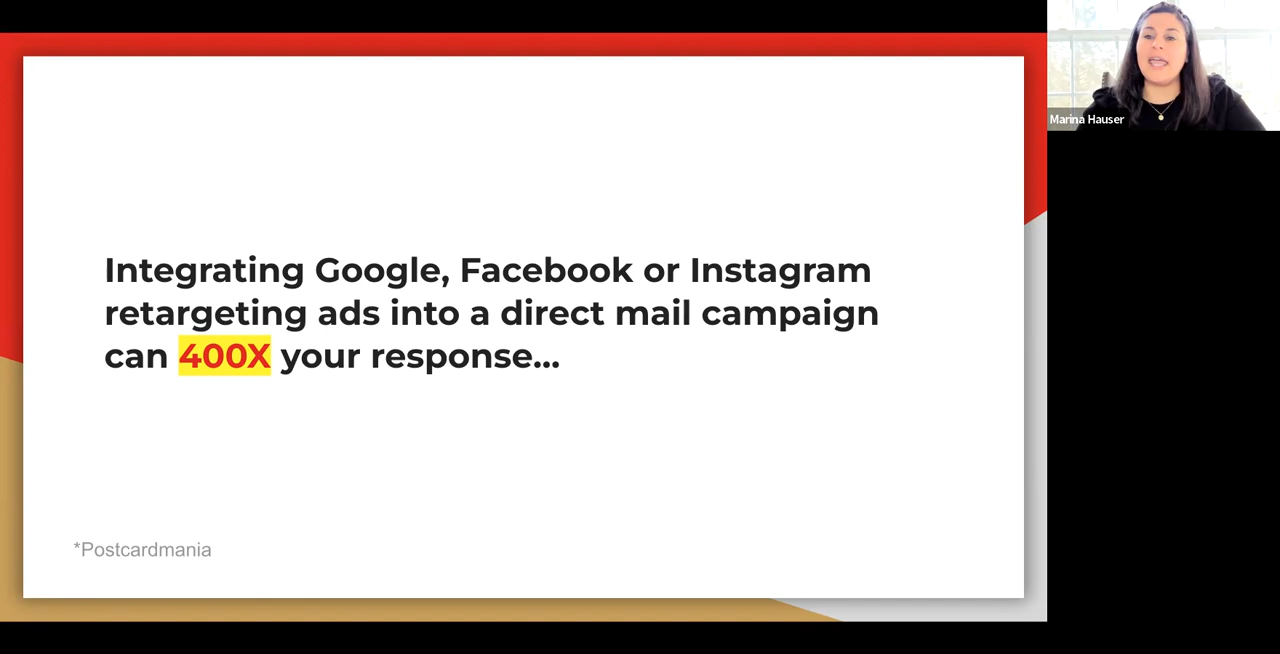 Marina Hauser
Integrating Google, Facebook or Instagram
retargeting ads into a direct mail campaign
can 400X your response...
*Postcardmania